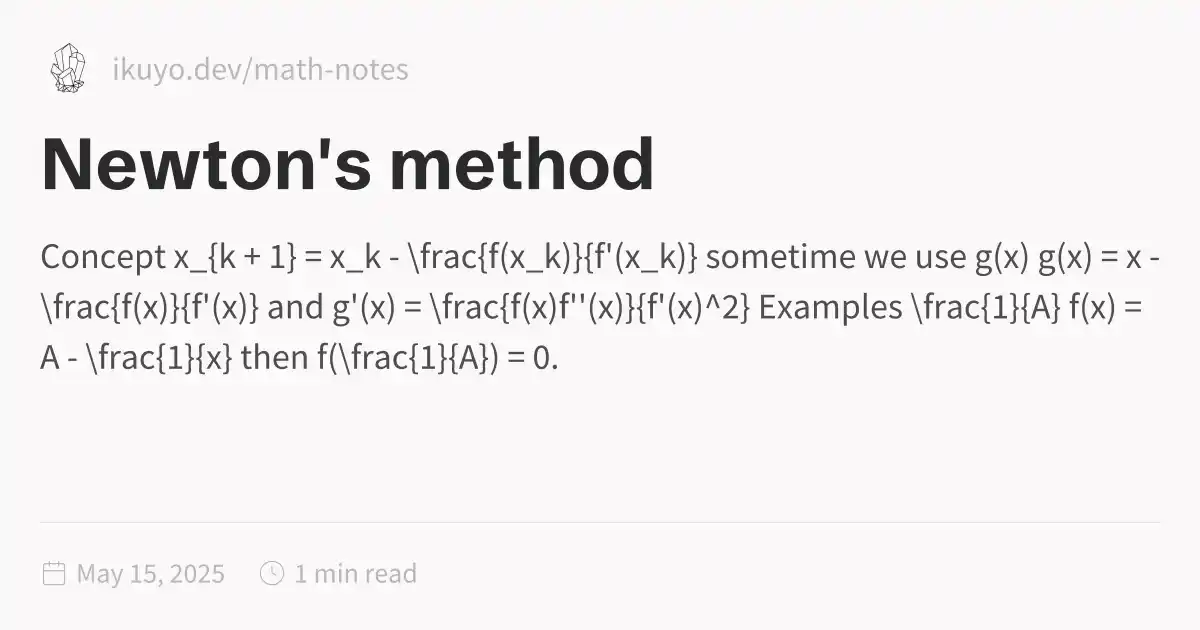 ikuyo.dev/math-notes
Newton's method
Concept x_{k + 1} = x_k - \frac{f(x_k)}{f'(x_k)} sometime we use g(x) g(x) = x -
\frac{f(x)}{f'(x)} and g'(x) = \frac{f(x)f''(x)}{f'(x)^2} Examples \frac{1}{A} f(x) =
A - \frac{1}{x} then f(\frac{1}{A}) = 0.
May 15, 2025
1 min read